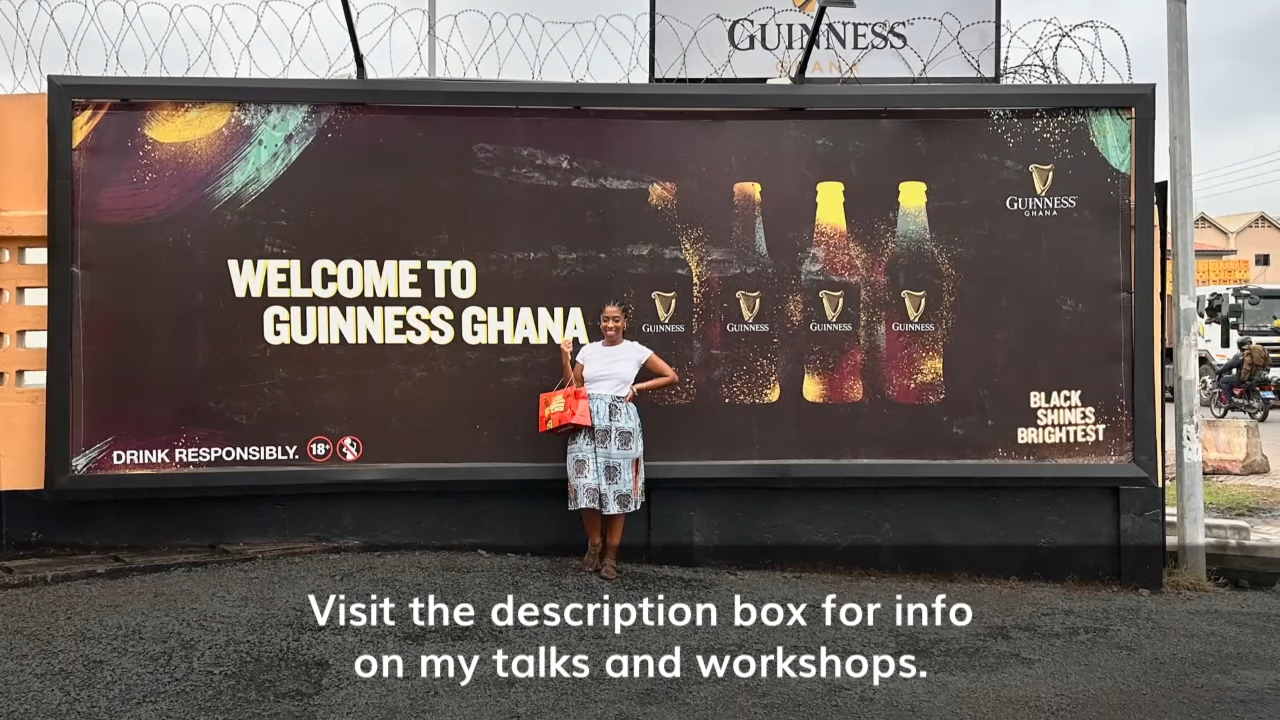 GUINNESS
GHANA
GUINNESS
GHANA
WELCOME TO
GUINNESS GHANA
GUINNESS
GUINNESS
GUINNESS
GUINNESS
BLACK
SHINES
BRIGHTEST
DRINK RESPONSIBLY. 18+
Visit the description box for info
on my talks and workshops.